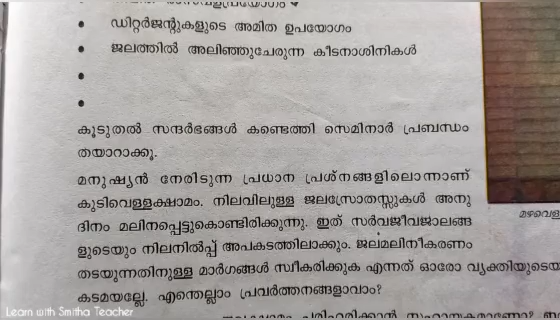 • ഡിറ്റർജന്റുകളുടെ അമിത ഉപയോഗം
• ജലത്തിൽ അലിഞ്ഞുചേരുന്ന കീടനാശിനികൾ
•
•
കൂടുതൽ സന്ദർഭങ്ങൾ കണ്ടെത്തി സെമിനാർ പ്രബന്ധം
തയാറാക്കൂ.
മനുഷ്യൻ നേരിടുന്ന പ്രധാന പ്രശ്നങ്ങളിലൊന്നാണ്
കുടിവെള്ളക്ഷാമം. നിലവിലുള്ള ജലസ്രോതസ്സുകൾ അനു
ദിനം മലിനപ്പെട്ടുകൊണ്ടിരിക്കുന്നു. ഇത് സർവജീവജാലങ്ങ
ളുടെയും നിലനിൽപ്പ് അപകടത്തിലാക്കും. ജലമലിനീകരണം
തടയുന്നതിനുള്ള മാർഗങ്ങൾ സ്വീകരിക്കുക എന്നത് ഓരോ വ്യക്തിയുടെയ
കടമയല്ലേ. എന്തെല്ലാം പ്രവർത്തനങ്ങളാവാം?
പരിഹരിക്കാൻ
മഴവെള
Learn with Smitha Teacher